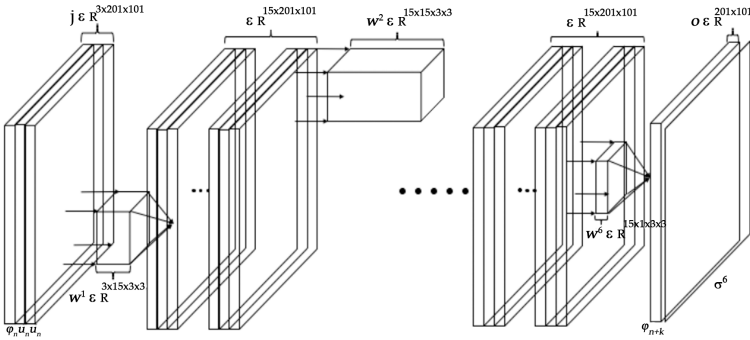 j ε R^3x201x101
ε R^15x201x101
w^2 ε R^15x15x3x3
ε R^15x201x101
o ε R^201x101
w^1 ε R^3x15x3x3
w^6 ε R^15x1x3x3
σ^6
φ_n u_n u_n
φ_n+k